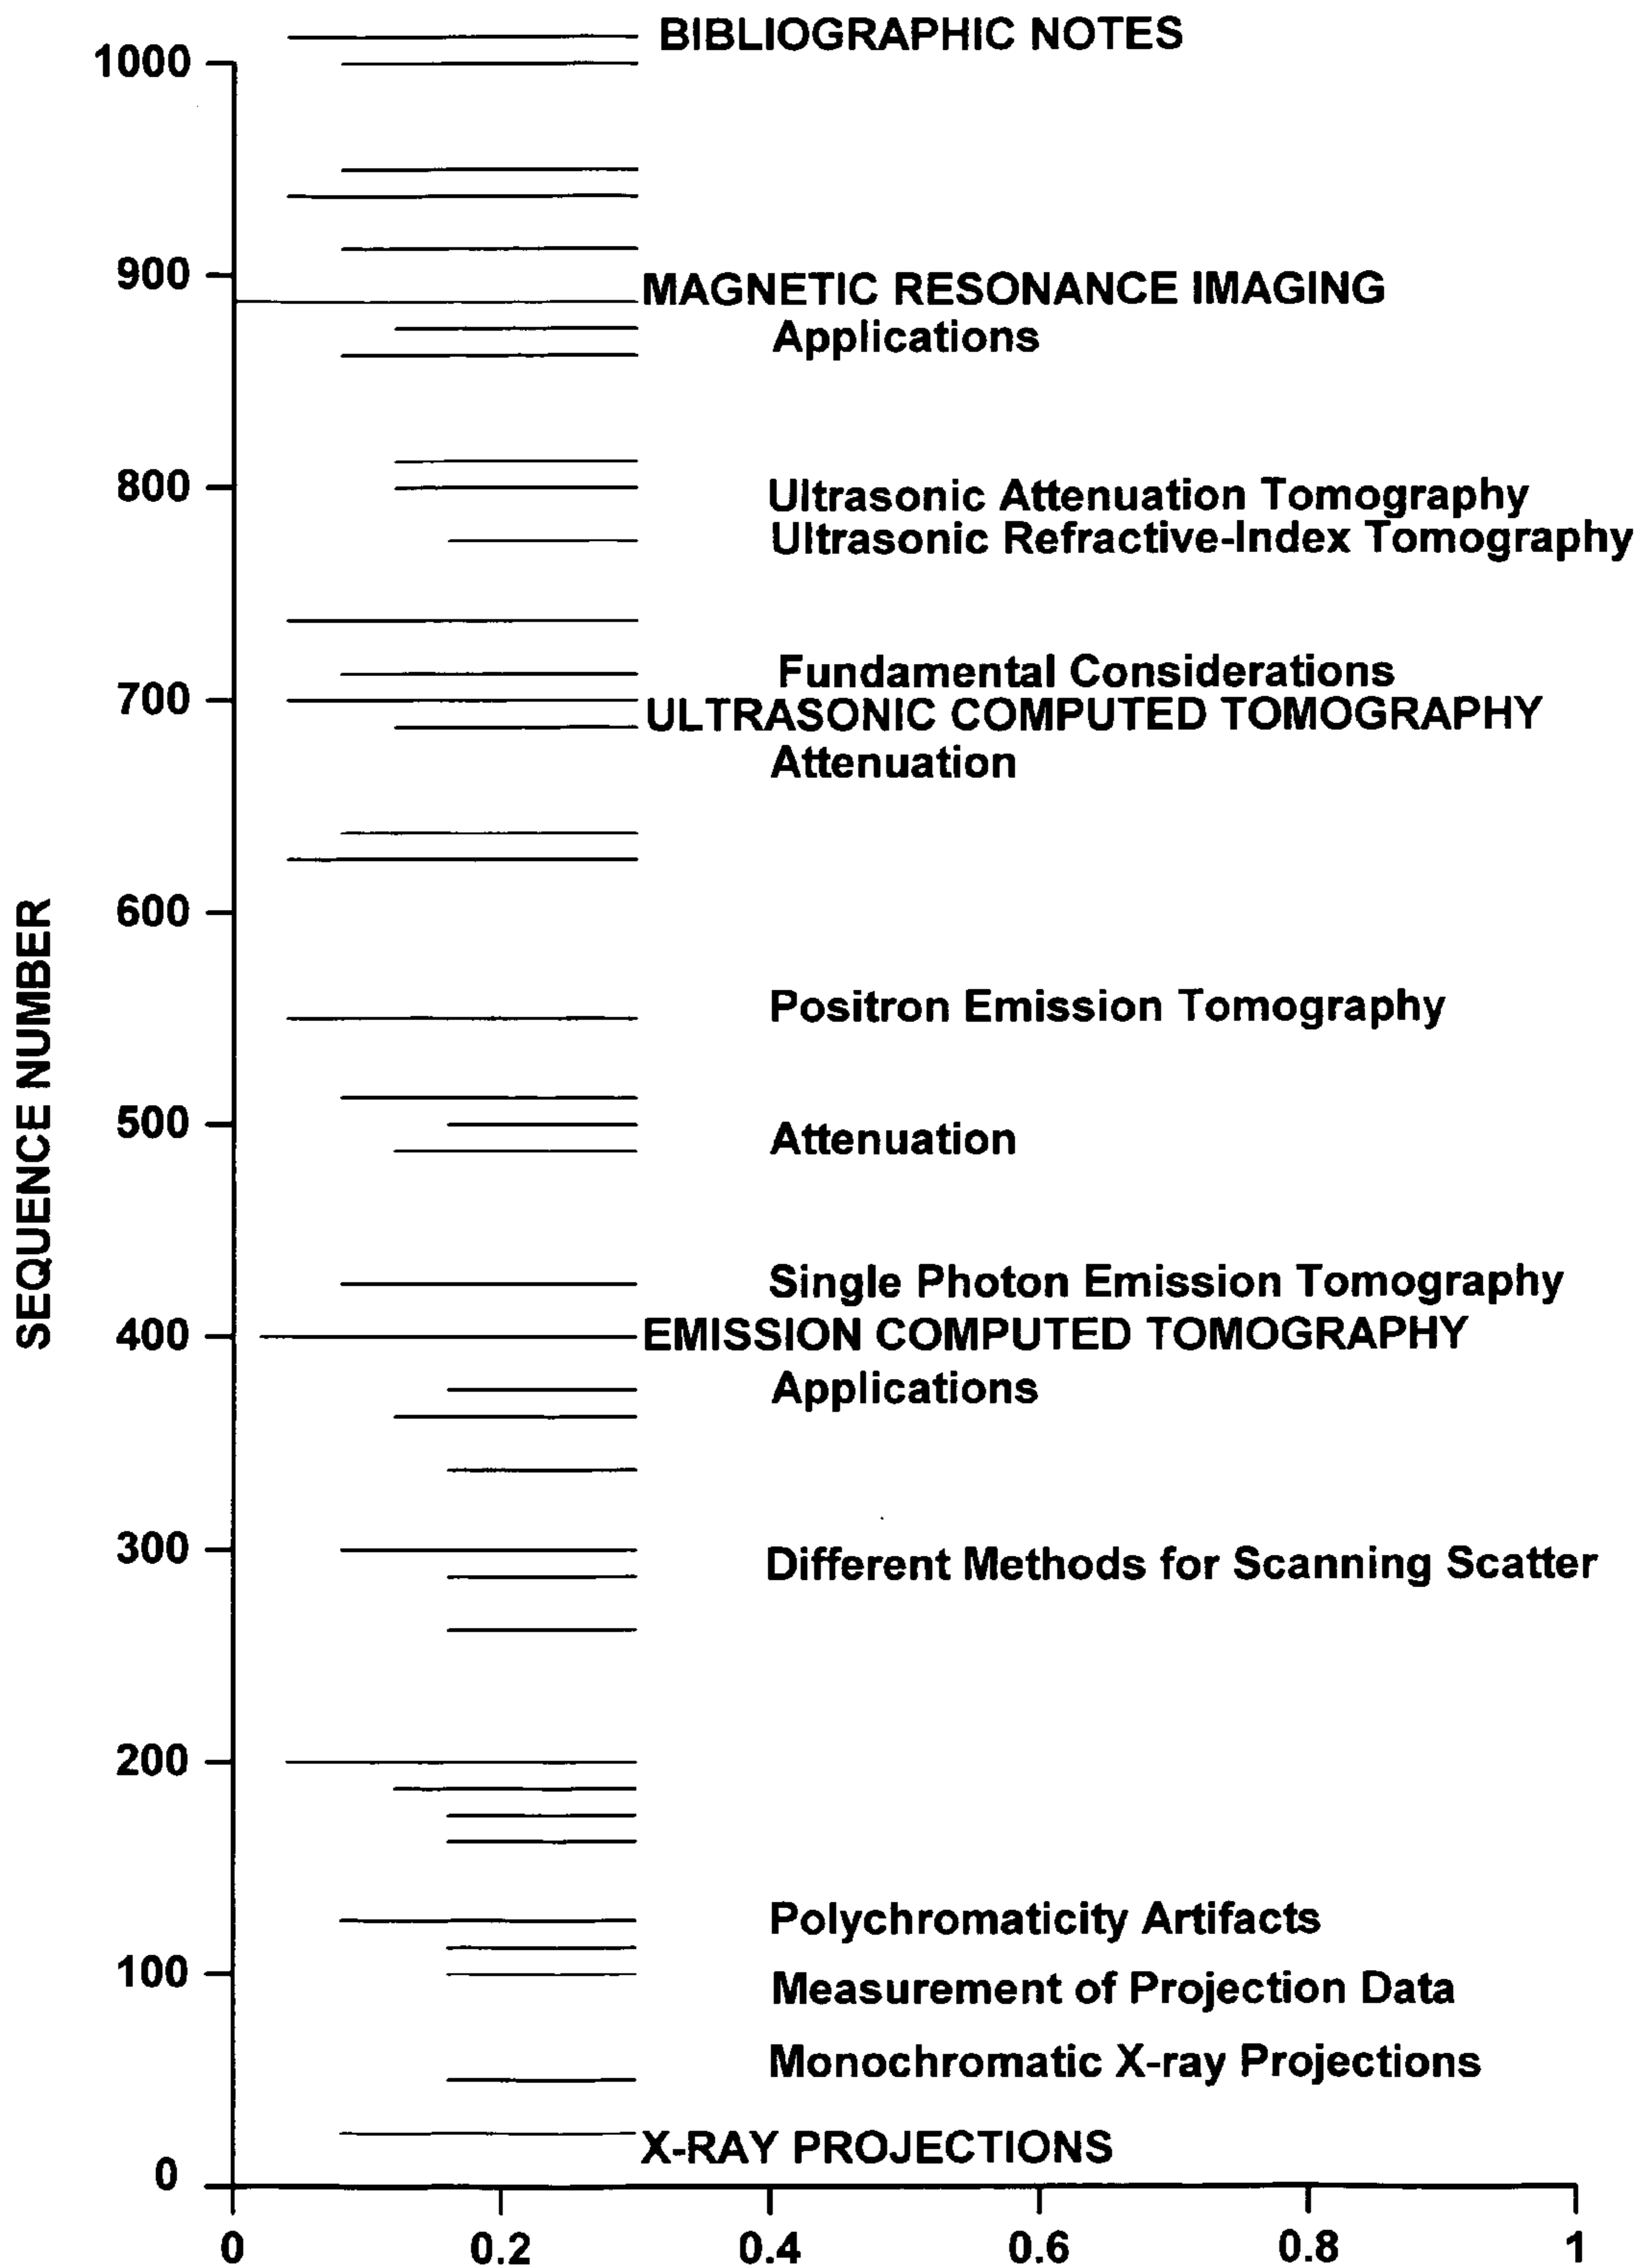 BIBLIOGRAPHIC NOTES
1000
900
MAGNETIC RESONANCE IMAGING
Applications
800
Ultrasonic Attenuation Tomography
Ultrasonic Refractive-Index Tomography
Fundamental Considerations
700
ULTRASONIC COMPUTED TOMOGRAPHY
Attenuation
600
SEQUENCE NUMBER
Positron Emission Tomography
500
Attenuation
Single Photon Emission Tomography
400
EMISSION COMPUTED TOMOGRAPHY
Applications
300
Different Methods for Scanning Scatter
200
Polychromaticity Artifacts
100
Measurement of Projection Data
Monochromatic X-ray Projections
X-RAY PROJECTIONS
0
0 0.2 0.4 0.6 0.8 1